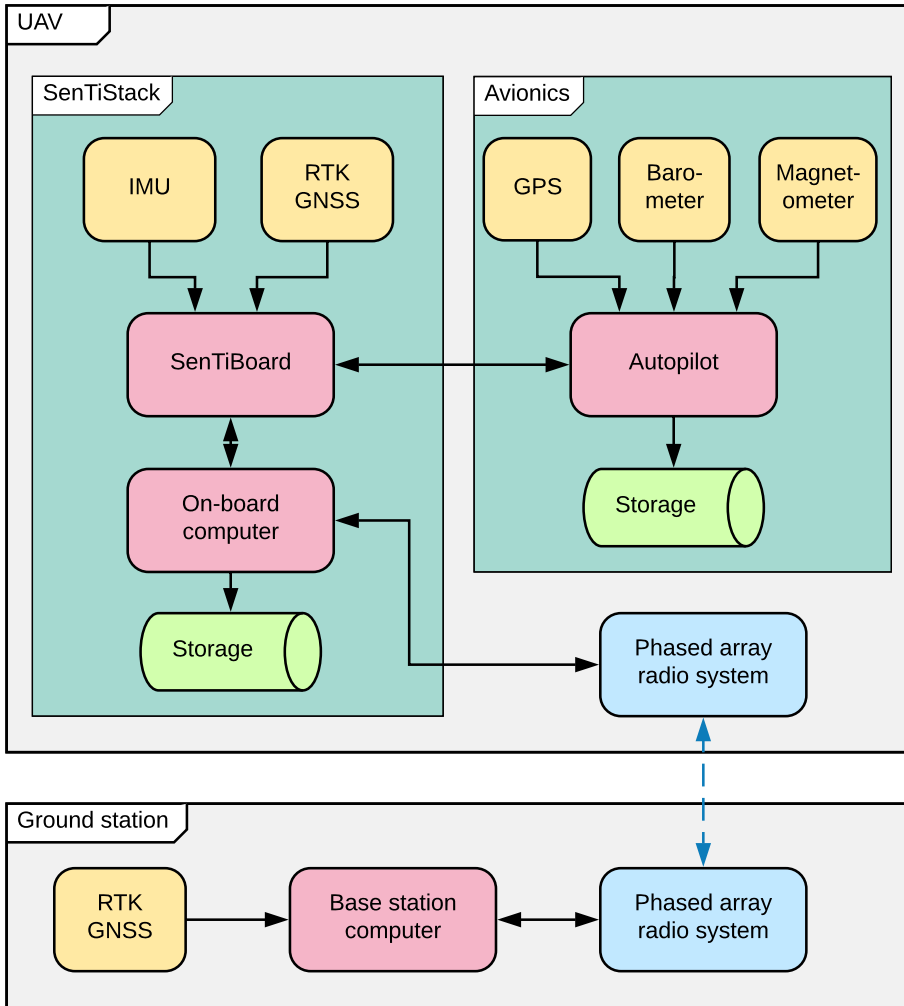 UAV
SenTiStack
Avionics
IMU
RTK
GNSS
GPS
Baro-
meter
Magnet-
ometer
SenTiBoard
Autopilot
On-board
computer
Storage
Storage
Phased array
radio system
Ground station
RTK
GNSS
Base station
computer
Phased array
radio system